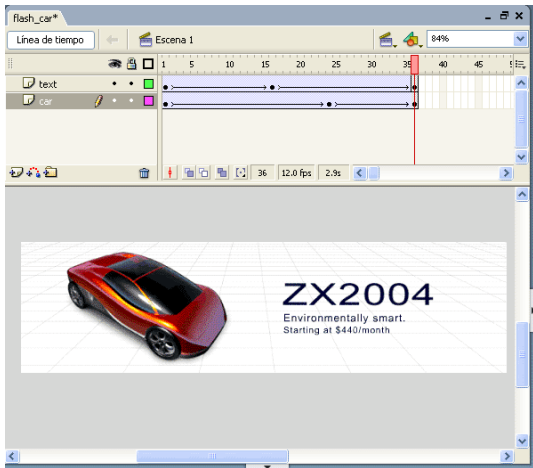 flash_car*
Línea de tiempo
Escena 1
84%
1 5 10 15 20 25 30 35 40 45
text
car
36 12.0 fps 2.9s
ZX2004
Environmentally smart.
Starting at $440/month